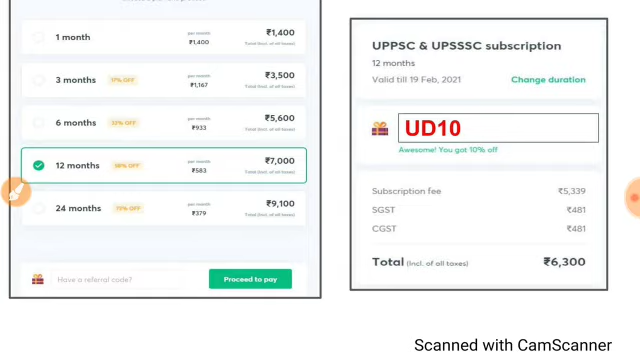 1 month
per month
₹1,400
₹1,400
Total (Incl. of all taxes)
3 months
17% OFF
per month
₹1,167
₹3,500
Total (Incl. of all taxes)
6 months
33% OFF
per month
₹933
₹5,600
Total (Incl. of all taxes)
12 months
58% OFF
per month
₹583
₹7,000
Total (Incl. of all taxes)
24 months
73% OFF
per month
₹379
₹9,100
Total (Incl. of all taxes)
Have a referral code?
Proceed to pay
UPPSC & UPSSSC subscription
12 months
Valid till 19 Feb, 2021
Change duration
UD10
Awesome! You got 10% off
Subscription fee
₹5,339
SGST
₹481
CGST
₹481
Total (Incl. of all taxes)
₹6,300
Scanned with CamScanner